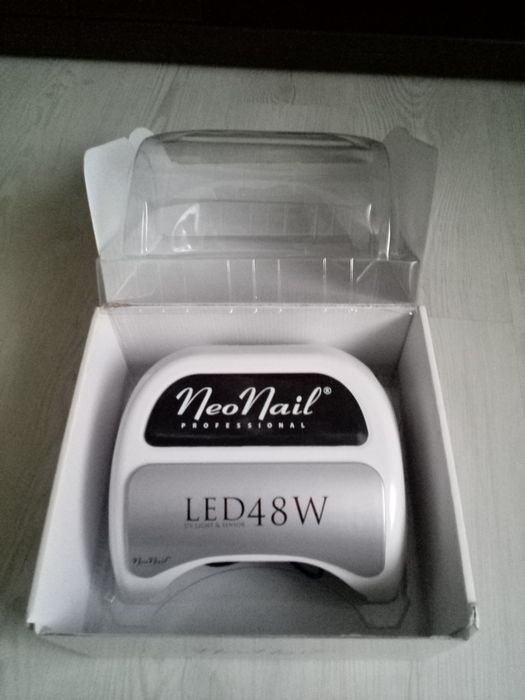 NeoNail®
PROFESSIONAL
LED48W
UV LIGHT & SENSOR
NeoNail